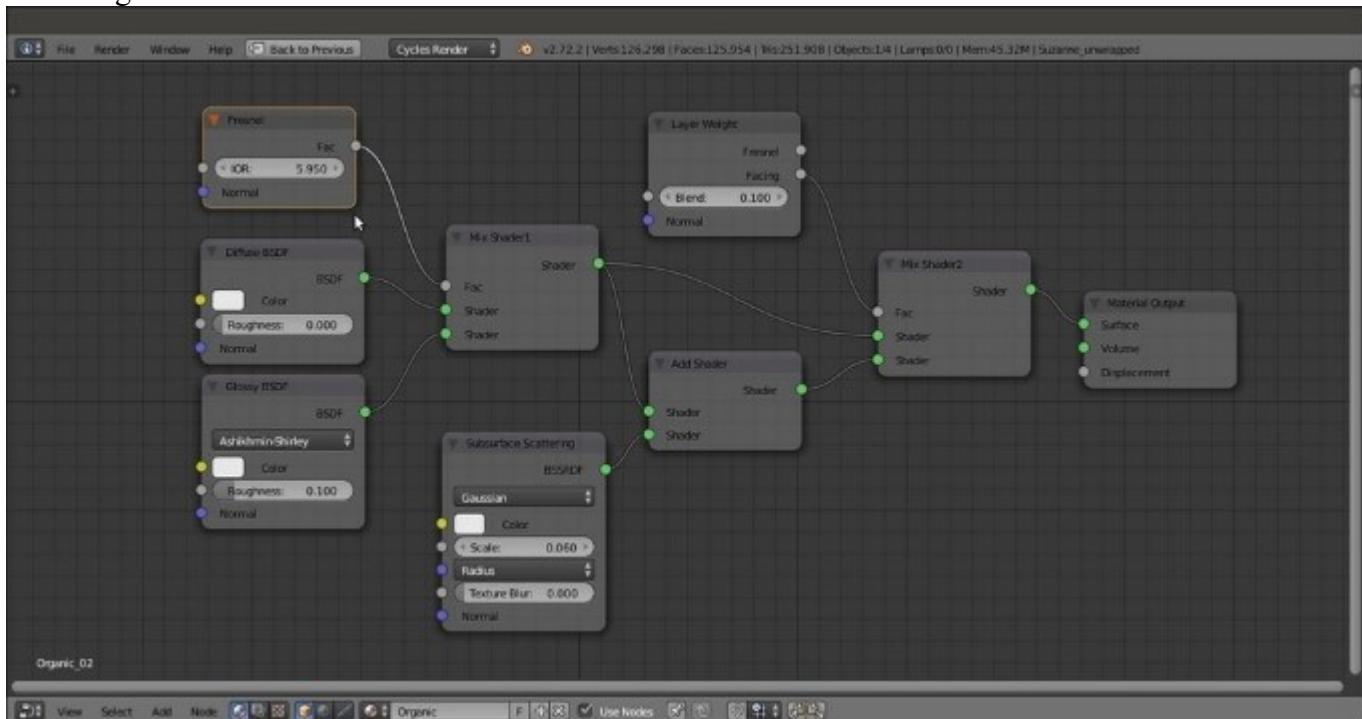 File Render Window Help Back to Previous Cycles Render v2.72.2 | Verts:126,298 | Faces:125,954 | Tris:251,908 | Objects:1/4 | Lamps:0/0 | Mem:45.32M | Suzanne_unwrapped
Fresnel
Fac
IOR: 5.950
Normal
Diffuse BSDF
BSDF
Color
Roughness: 0.000
Normal
Glossy BSDF
BSDF
Ashikhmin-Shirley
Color
Roughness: 0.100
Normal
Mix Shader1
Shader
Fac
Shader
Shader
Subsurface Scattering
BSSRDF
Gaussian
Color
Scale: 0.060
Radius
Texture Blur: 0.000
Normal
Layer Weight
Fresnel
Facing
Blend: 0.100
Normal
Add Shader
Shader
Shader
Shader
Mix Shader2
Shader
Fac
Shader
Shader
Material Output
Surface
Volume
Displacement
Organic_02
View Select Add Node Organic F Use Nodes